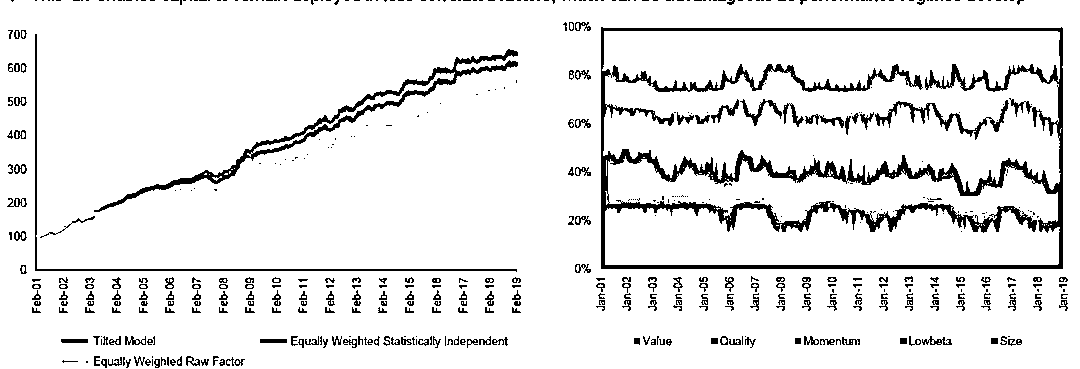 700
600
500
400
300
200
100
0
Feb-01
Feb-02
Feb-03
Feb-04
Feb-05
Feb-06
Feb-07
Feb-08
Feb-09
Feb-10
Feb-11
Feb-12
Feb-13
Feb-14
Feb-15
Feb-16
Feb-17
Feb-18
Feb-19
Tilted Model
Equally Weighted Statistically Independent
Equally Weighted Raw Factor
100%
80%
60%
40%
20%
0%
Jan-01
Jan-02
Jan-03
Jan-04
Jan-05
Jan-06
Jan-07
Jan-08
Jan-09
Jan-10
Jan-11
Jan-12
Jan-13
Jan-14
Jan-15
Jan-16
Jan-17
Jan-18
Jan-19
Value
Quality
Momentum
Lowbeta
Size